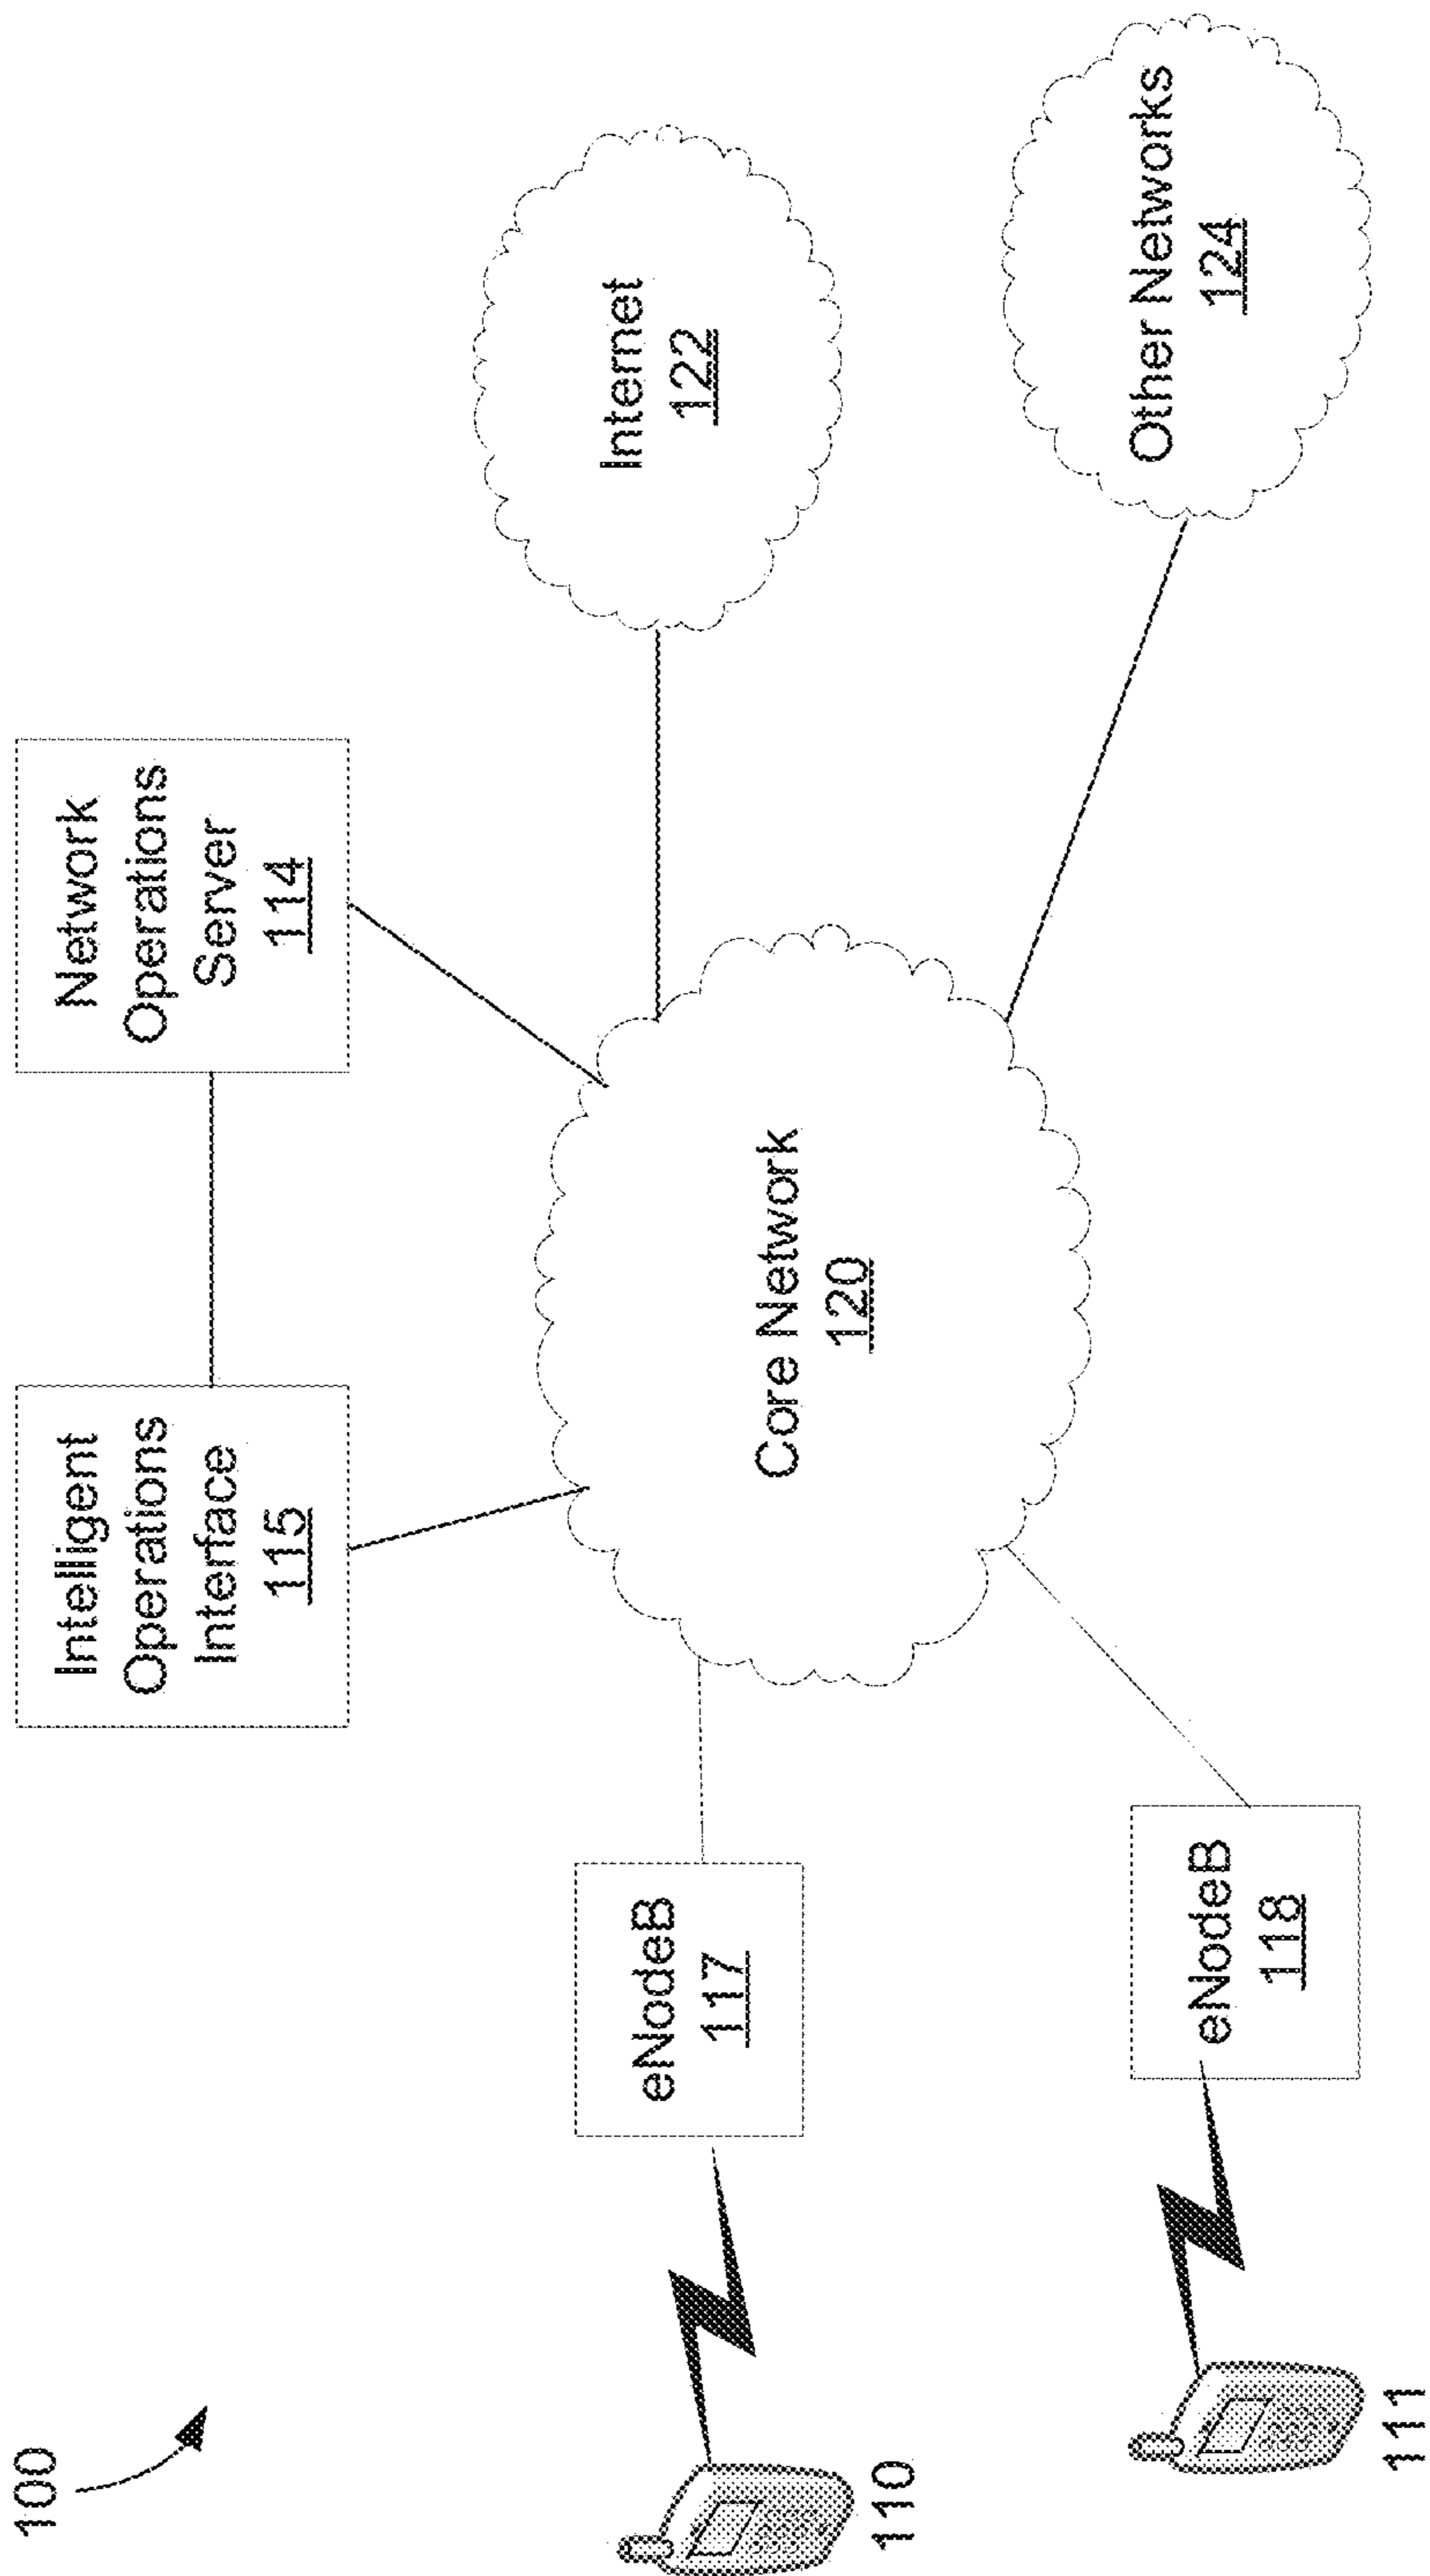 100
Intelligent
Operations
Interface
115
Network
Operations
Server
114
Internet
122
Core Network
120
eNodeB
117
110
Other Networks
124
eNodeB
118
111